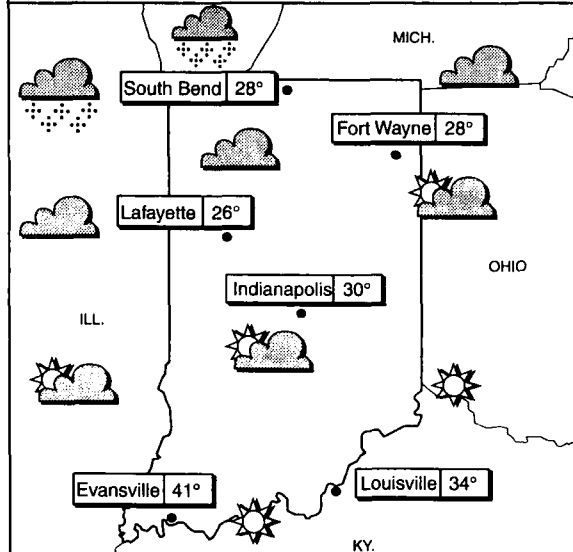 MICH.
South Bend 28°
Fort Wayne 28°
Lafayette 26°
OHIO
Indianapolis 30°
ILL.
Evansville 41°
Louisville 34°
KY.